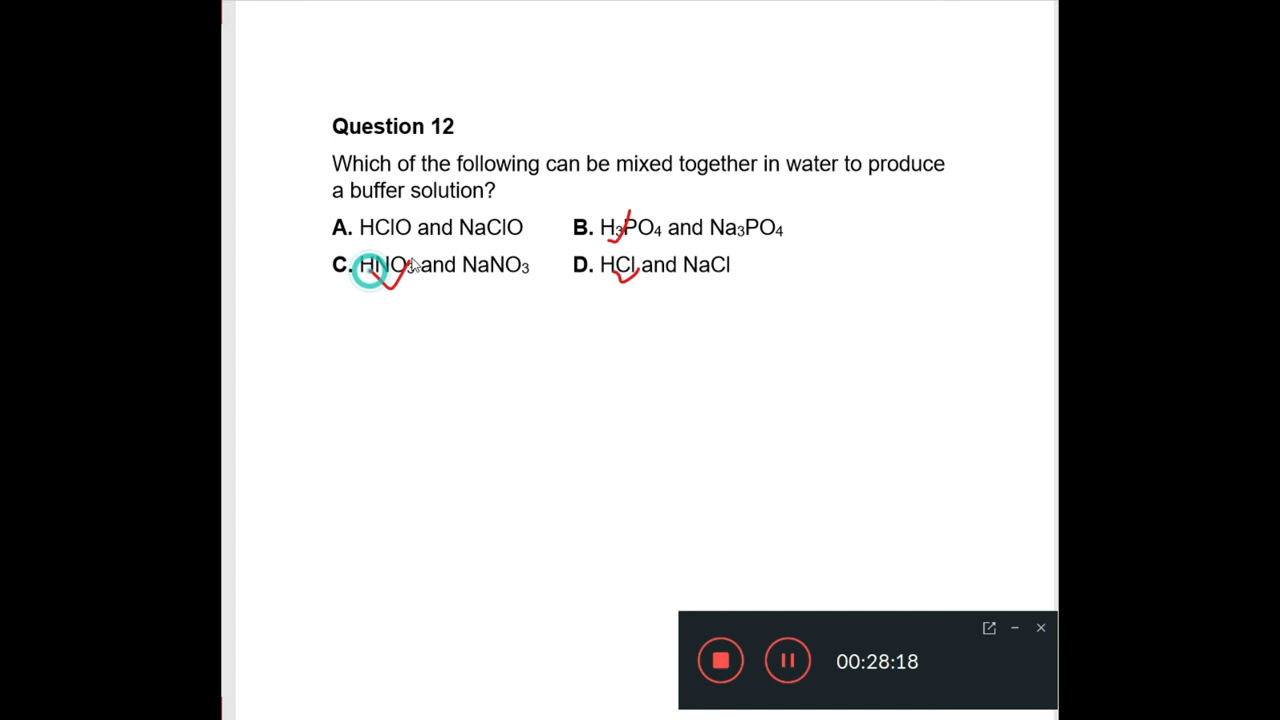 Question 12
Which of the following can be mixed together in water to produce
a buffer solution?
A. HClO and NaClO B. H₃PO₄ and Na₃PO₄
C. HNO₃ and NaNO₃ D. HCl and NaCl
00:28:18